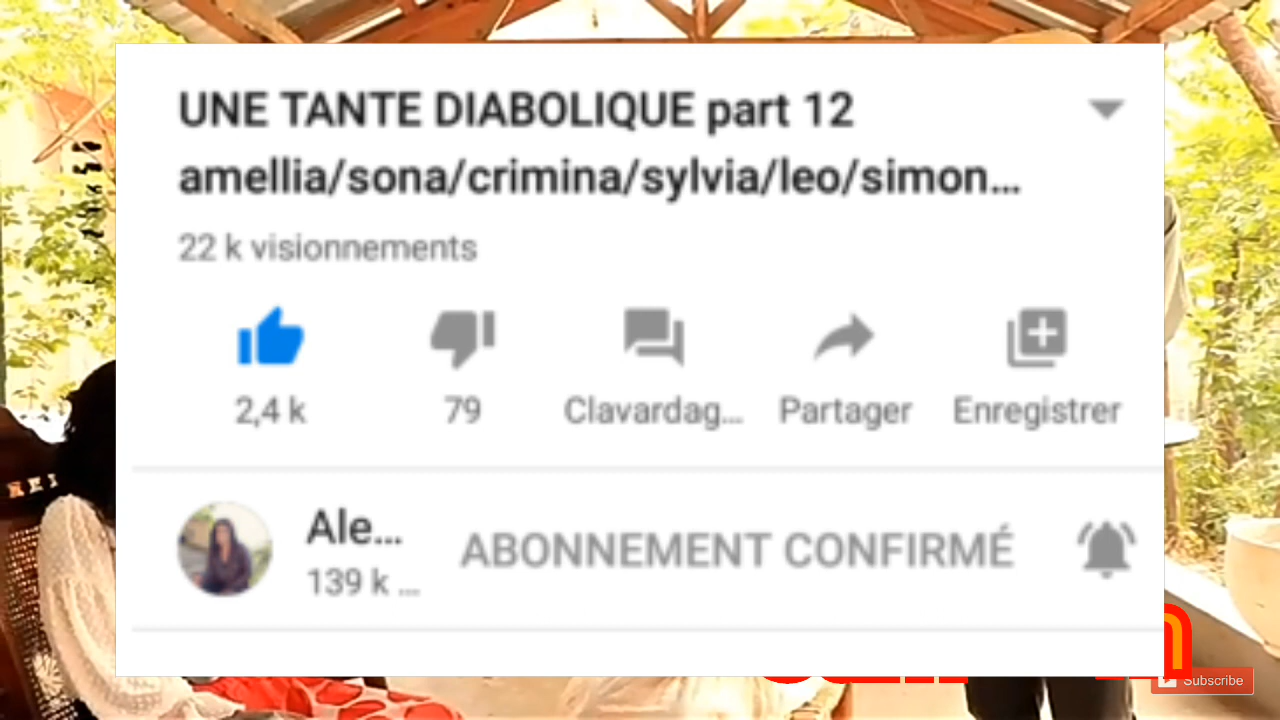 UNE TANTE DIABOLIQUE part 12
amellia/sona/crimina/sylvia/leo/simon...
22 k visionnements
2,4 k 79 Clavardag... Partager Enregistrer
Ale... ABONNEMENT CONFIRMÉ
139 k ...
Subscribe